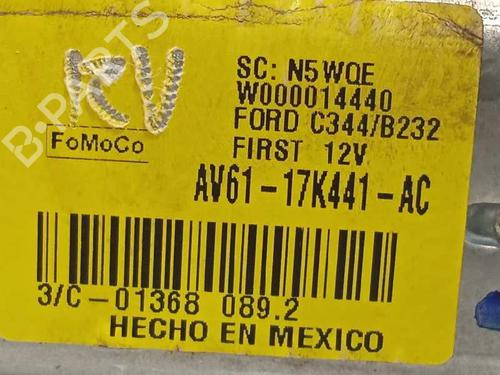 RV
SC: N5WQE
W000014440
FORD C344/B232
FoMoCo
FIRST 12V
AV61-17K441-AC
3/C-01368 089.2
HECHO EN MEXICO
B-PARTS